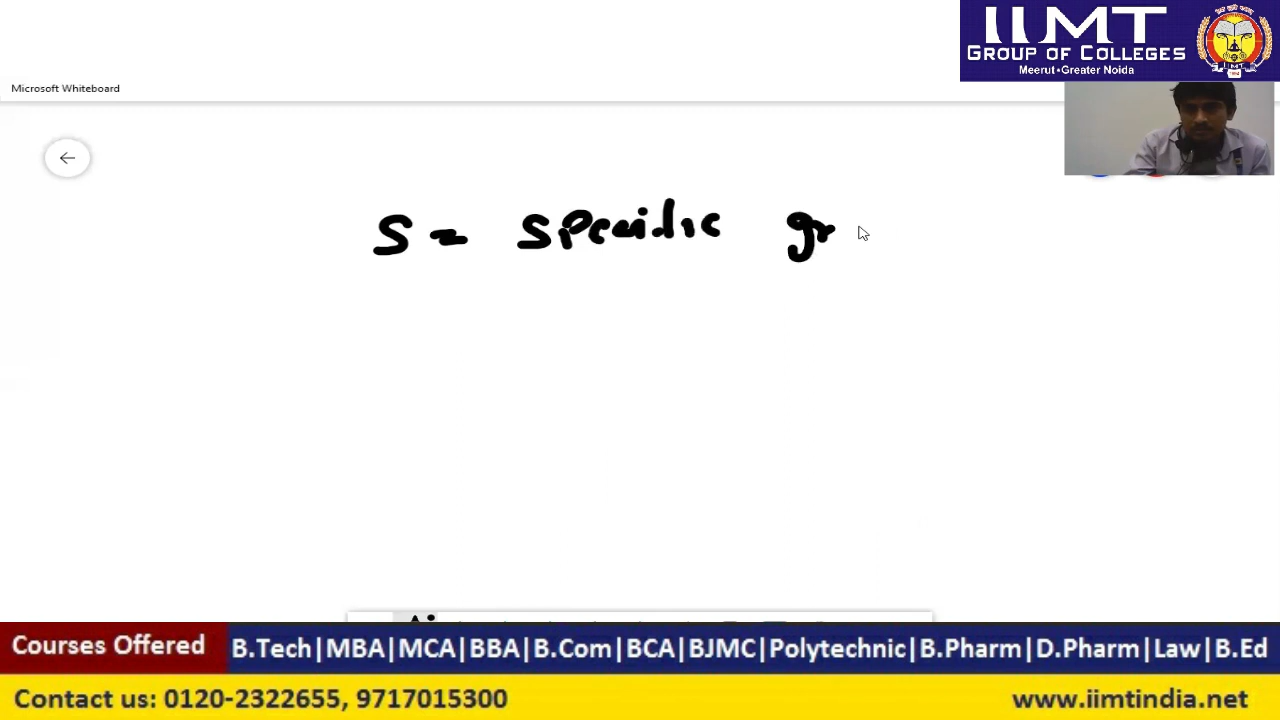 IIMT
GROUP OF COLLEGES
Meerut•Greater Noida
Microsoft Whiteboard
S = Specific gr
Courses Offered
B.Tech|MBA|MCA|BBA|B.Com|BCA|BJMC|Polytechnic|B.Pharm|D.Pharm|Law|B.Ed
Contact us: 0120-2322655, 9717015300
www.iimtindia.net